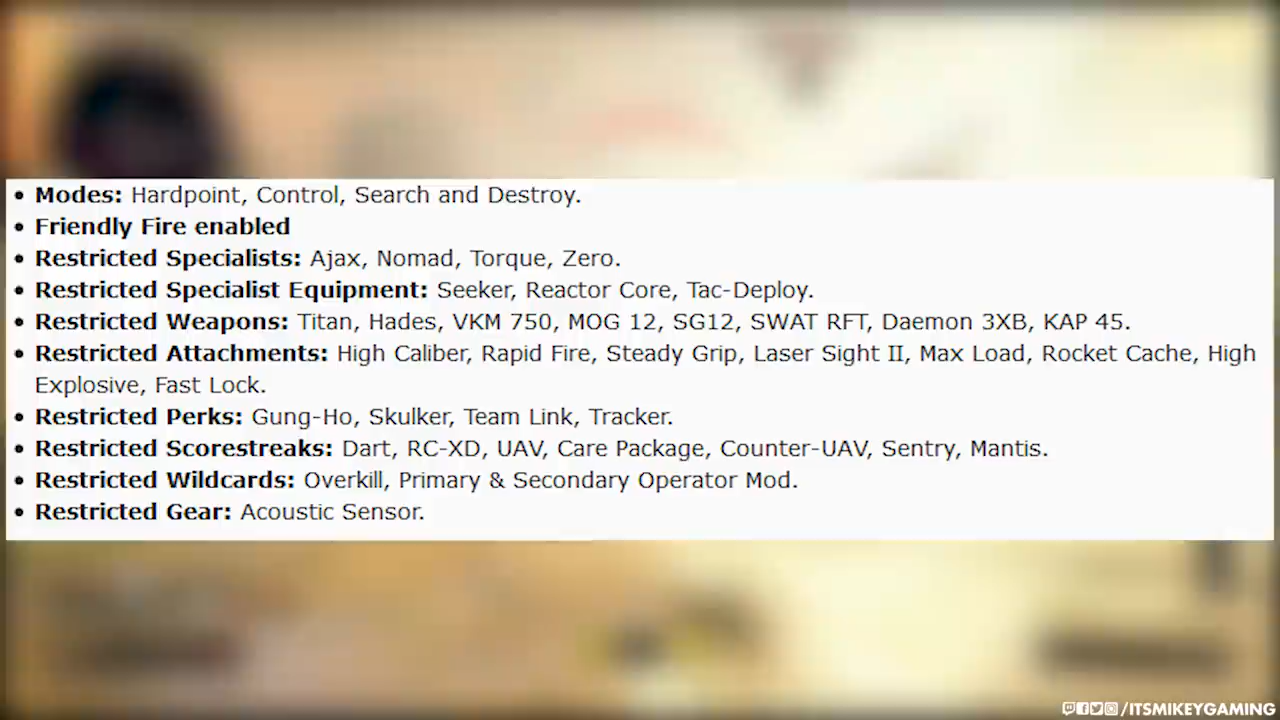 • Modes: Hardpoint, Control, Search and Destroy.
• Friendly Fire enabled
• Restricted Specialists: Ajax, Nomad, Torque, Zero.
• Restricted Specialist Equipment: Seeker, Reactor Core, Tac-Deploy.
• Restricted Weapons: Titan, Hades, VKM 750, MOG 12, SG12, SWAT RFT, Daemon 3XB, KAP 45.
• Restricted Attachments: High Caliber, Rapid Fire, Steady Grip, Laser Sight II, Max Load, Rocket Cache, High
Explosive, Fast Lock.
• Restricted Perks: Gung-Ho, Skulker, Team Link, Tracker.
• Restricted Scorestreaks: Dart, RC-XD, UAV, Care Package, Counter-UAV, Sentry, Mantis.
• Restricted Wildcards: Overkill, Primary & Secondary Operator Mod.
• Restricted Gear: Acoustic Sensor.
/ITSMIKEYGAMING